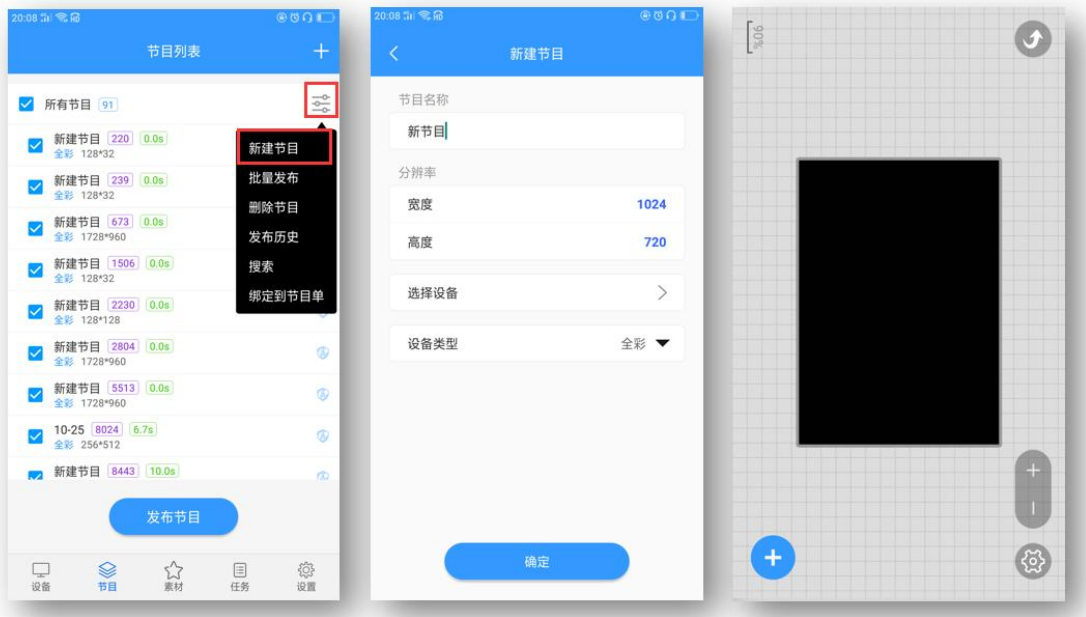 20:08
节目列表
所有节目 91
新建节目 220 0.0s
全彩 128*32
新建节目 239 0.0s
全彩 128*32
新建节目 673 0.0s
全彩 1728*960
新建节目 1506 0.0s
全彩 128*32
新建节目 2230 0.0s
全彩 128*128
新建节目 2804 0.0s
全彩 1728*960
新建节目 5513 0.0s
全彩 1728*960
10-25 8024 6.7s
全彩 256*512
新建节目 8443 10.0s
新建节目
批量发布
删除节目
发布历史
搜索
绑定到节目单
发布节目
设备 节目 素材 任务 设置
20:08
新建节目
节目名称
新节目
分辨率
宽度 1024
高度 720
选择设备
设备类型 全彩
确定
90%